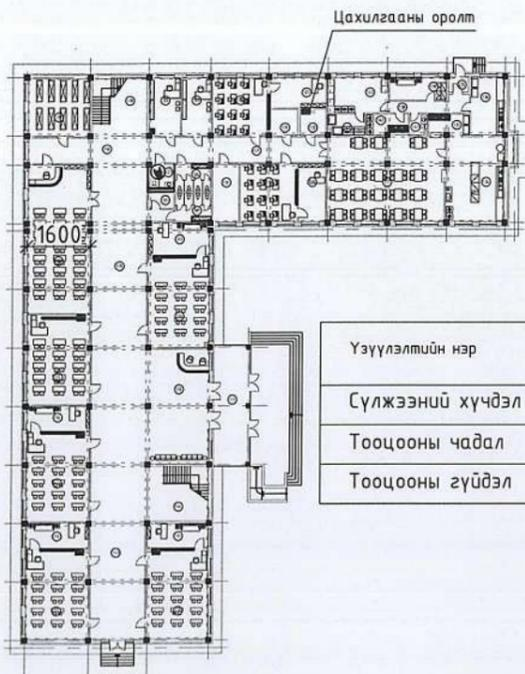 Цахилгааны оролт
1600
Үзүүлэлтийн нэр
Сүлжээний хүчдэл
Тооцооны чадал
Тооцооны гүйдэл